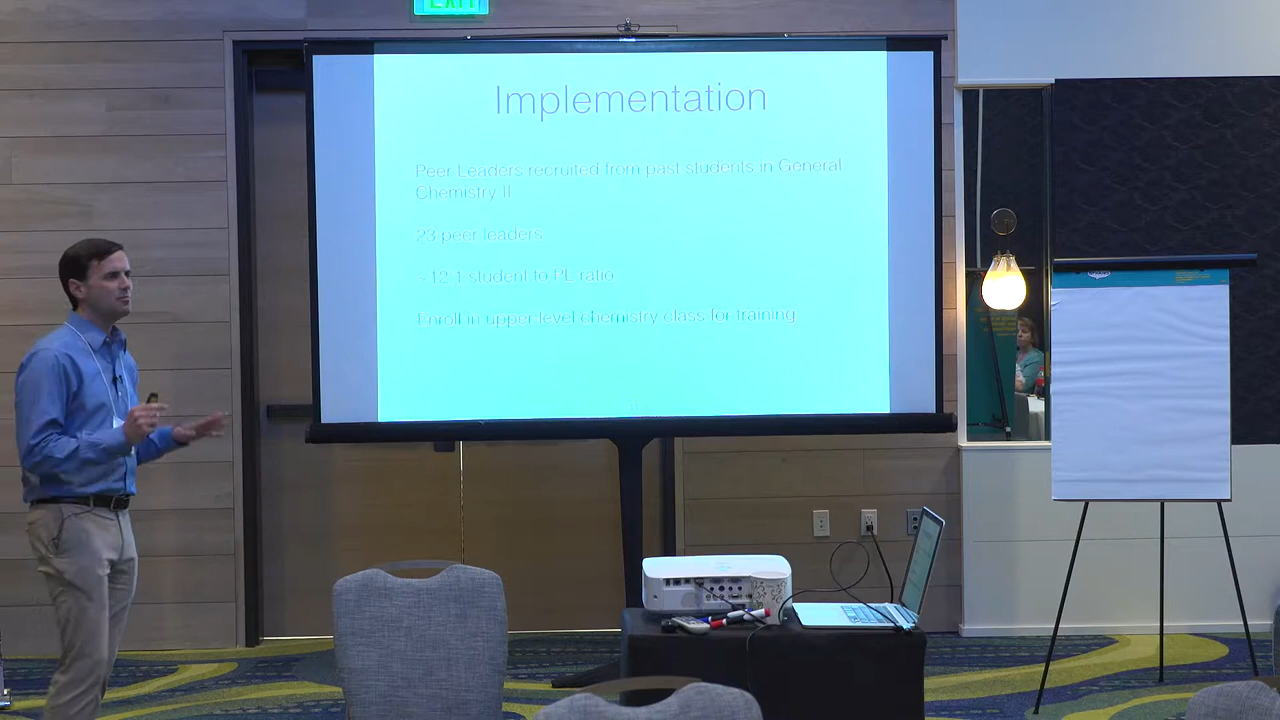 EXIT
Implementation
Peer Leaders recruited from past students in General
Chemistry II
23 peer leaders
~12:1 student to PL ratio
Enroll in upper-level chemistry class for training